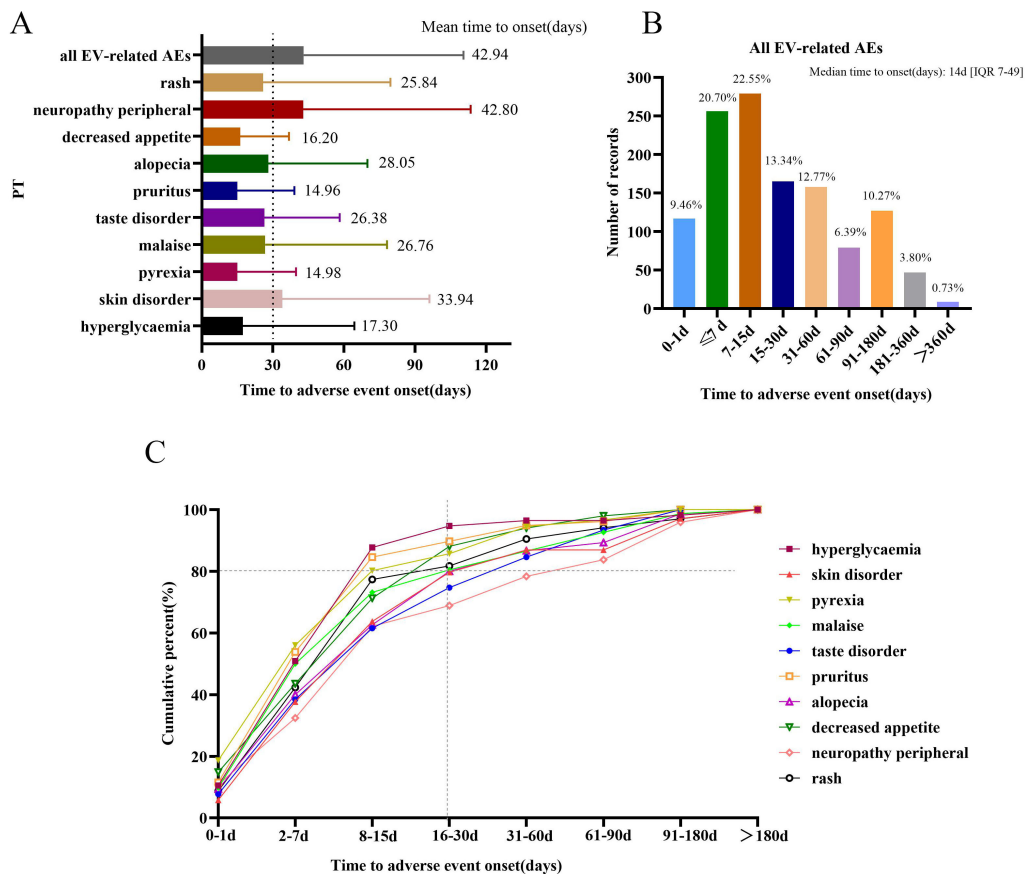 A
Mean time to onset(days)
PT
all EV-related AEs
42.94
rash
25.84
neuropathy peripheral
42.80
decreased appetite
16.20
alopecia
28.05
pruritus
14.96
taste disorder
26.38
malaise
26.76
pyrexia
14.98
skin disorder
33.94
hyperglycaemia
17.30
0 30 60 90 120
Time to adverse event onset(days)
B
All EV-related AEs
Median time to onset(days): 14d [IQR 7-49]
Number of records
300
250
200
150
100
50
0
9.46%
20.70%
22.55%
13.34%
12.77%
6.39%
10.27%
3.80%
0.73%
0-1d
≤7 d
7-15d
15-30d
31-60d
61-90d
91-180d
181-360d
>360d
Time to adverse event onset(days)
C
Cumulative percent(%)
100
80
60
40
20
0
0-1d 2-7d 8-15d 16-30d 31-60d 61-90d 91-180d >180d
Time to adverse event onset(days)
hyperglycaemia
skin disorder
pyrexia
malaise
taste disorder
pruritus
alopecia
decreased appetite
neuropathy peripheral
rash